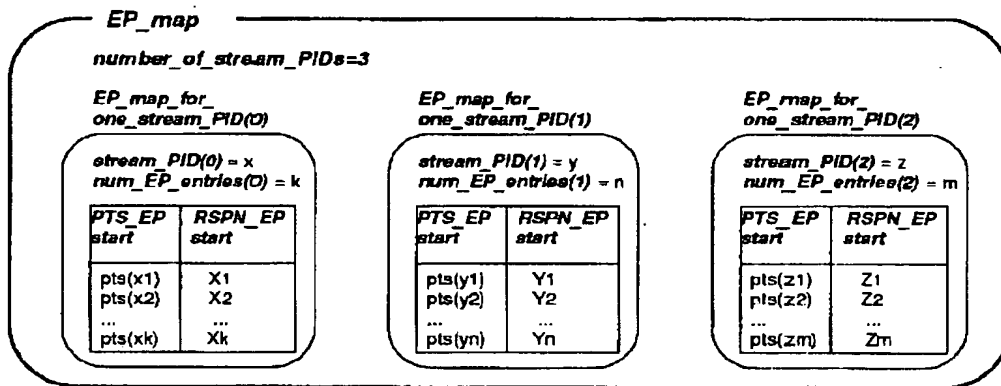 EP_map
number_of_stream_PIDs=3
EP_map_for_
one_stream_PID(0)
stream_PID(0) = x
num_EP_entries(0) = k
PTS_EP start RSPN_EP start
pts(x1) X1
pts(x2) X2
... ...
pts(xk) Xk
EP_map_for_
one_stream_PID(1)
stream_PID(1) = y
num_EP_entries(1) = n
PTS_EP start RSPN_EP start
pts(y1) Y1
pts(y2) Y2
... ...
pts(yn) Yn
EP_map_for_
one_stream_PID(2)
stream_PID(2) = z
num_EP_entries(2) = m
PTS_EP start RSPN_EP start
pts(z1) Z1
pts(z2) Z2
... ...
pts(zm) Zm